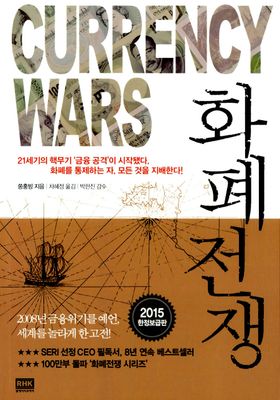 CURRENCY
WARS
화폐전쟁
21세기의 핵무기 '금융 공격'이 시작됐다.
화폐를 통제하는 자, 모든 것을 지배한다!
쑹훙빙 지음 | 차혜정 옮김 | 박한진 감수
2015
한정보급판
2008년 금융위기를 예언,
세계를 놀라게 한 고전!
★★★ SERI 선정 CEO 필독서, 8년 연속 베스트셀러
★★★ 100만부 돌파 '화폐전쟁 시리즈'
RHK